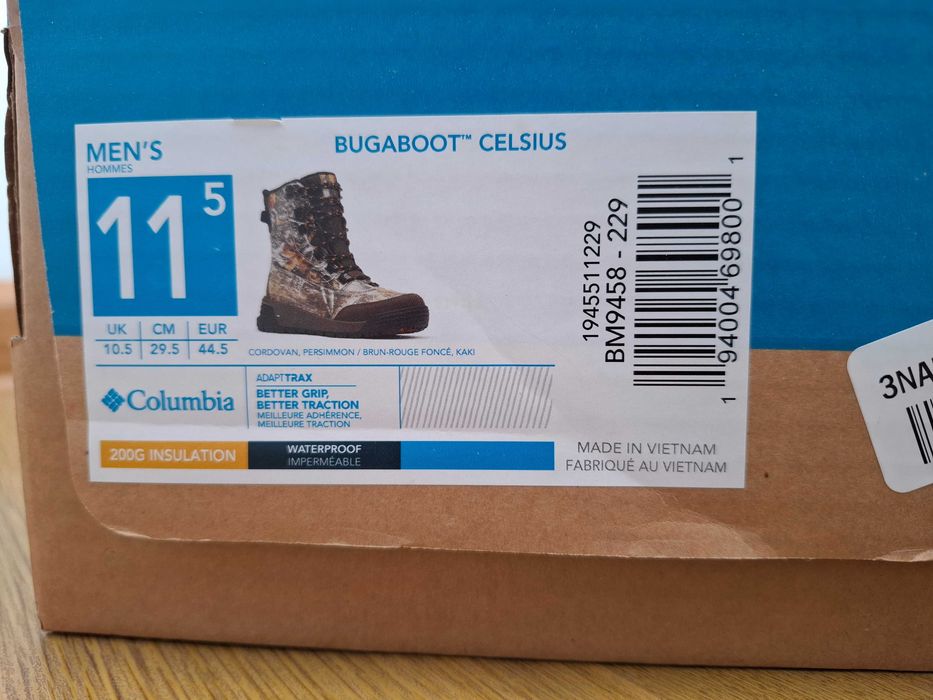 MEN'S
HOMMES
11 5
BUGABOOT™ CELSIUS
UK CM EUR
10.5 29.5 44.5
CORDOVAN, PERSIMMON / BRUN-ROUGE FONCÉ, KAKI
Columbia
ADAPTTRAX
BETTER GRIP,
BETTER TRACTION
MEILLEURE ADHÉRENCE,
MEILLEURE TRACTION
200G INSULATION
WATERPROOF
IMPERMÉABLE
1945511229
BM9458 - 229
1 94004 69800 1
MADE IN VIETNAM
FABRIQUÉ AU VIETNAM